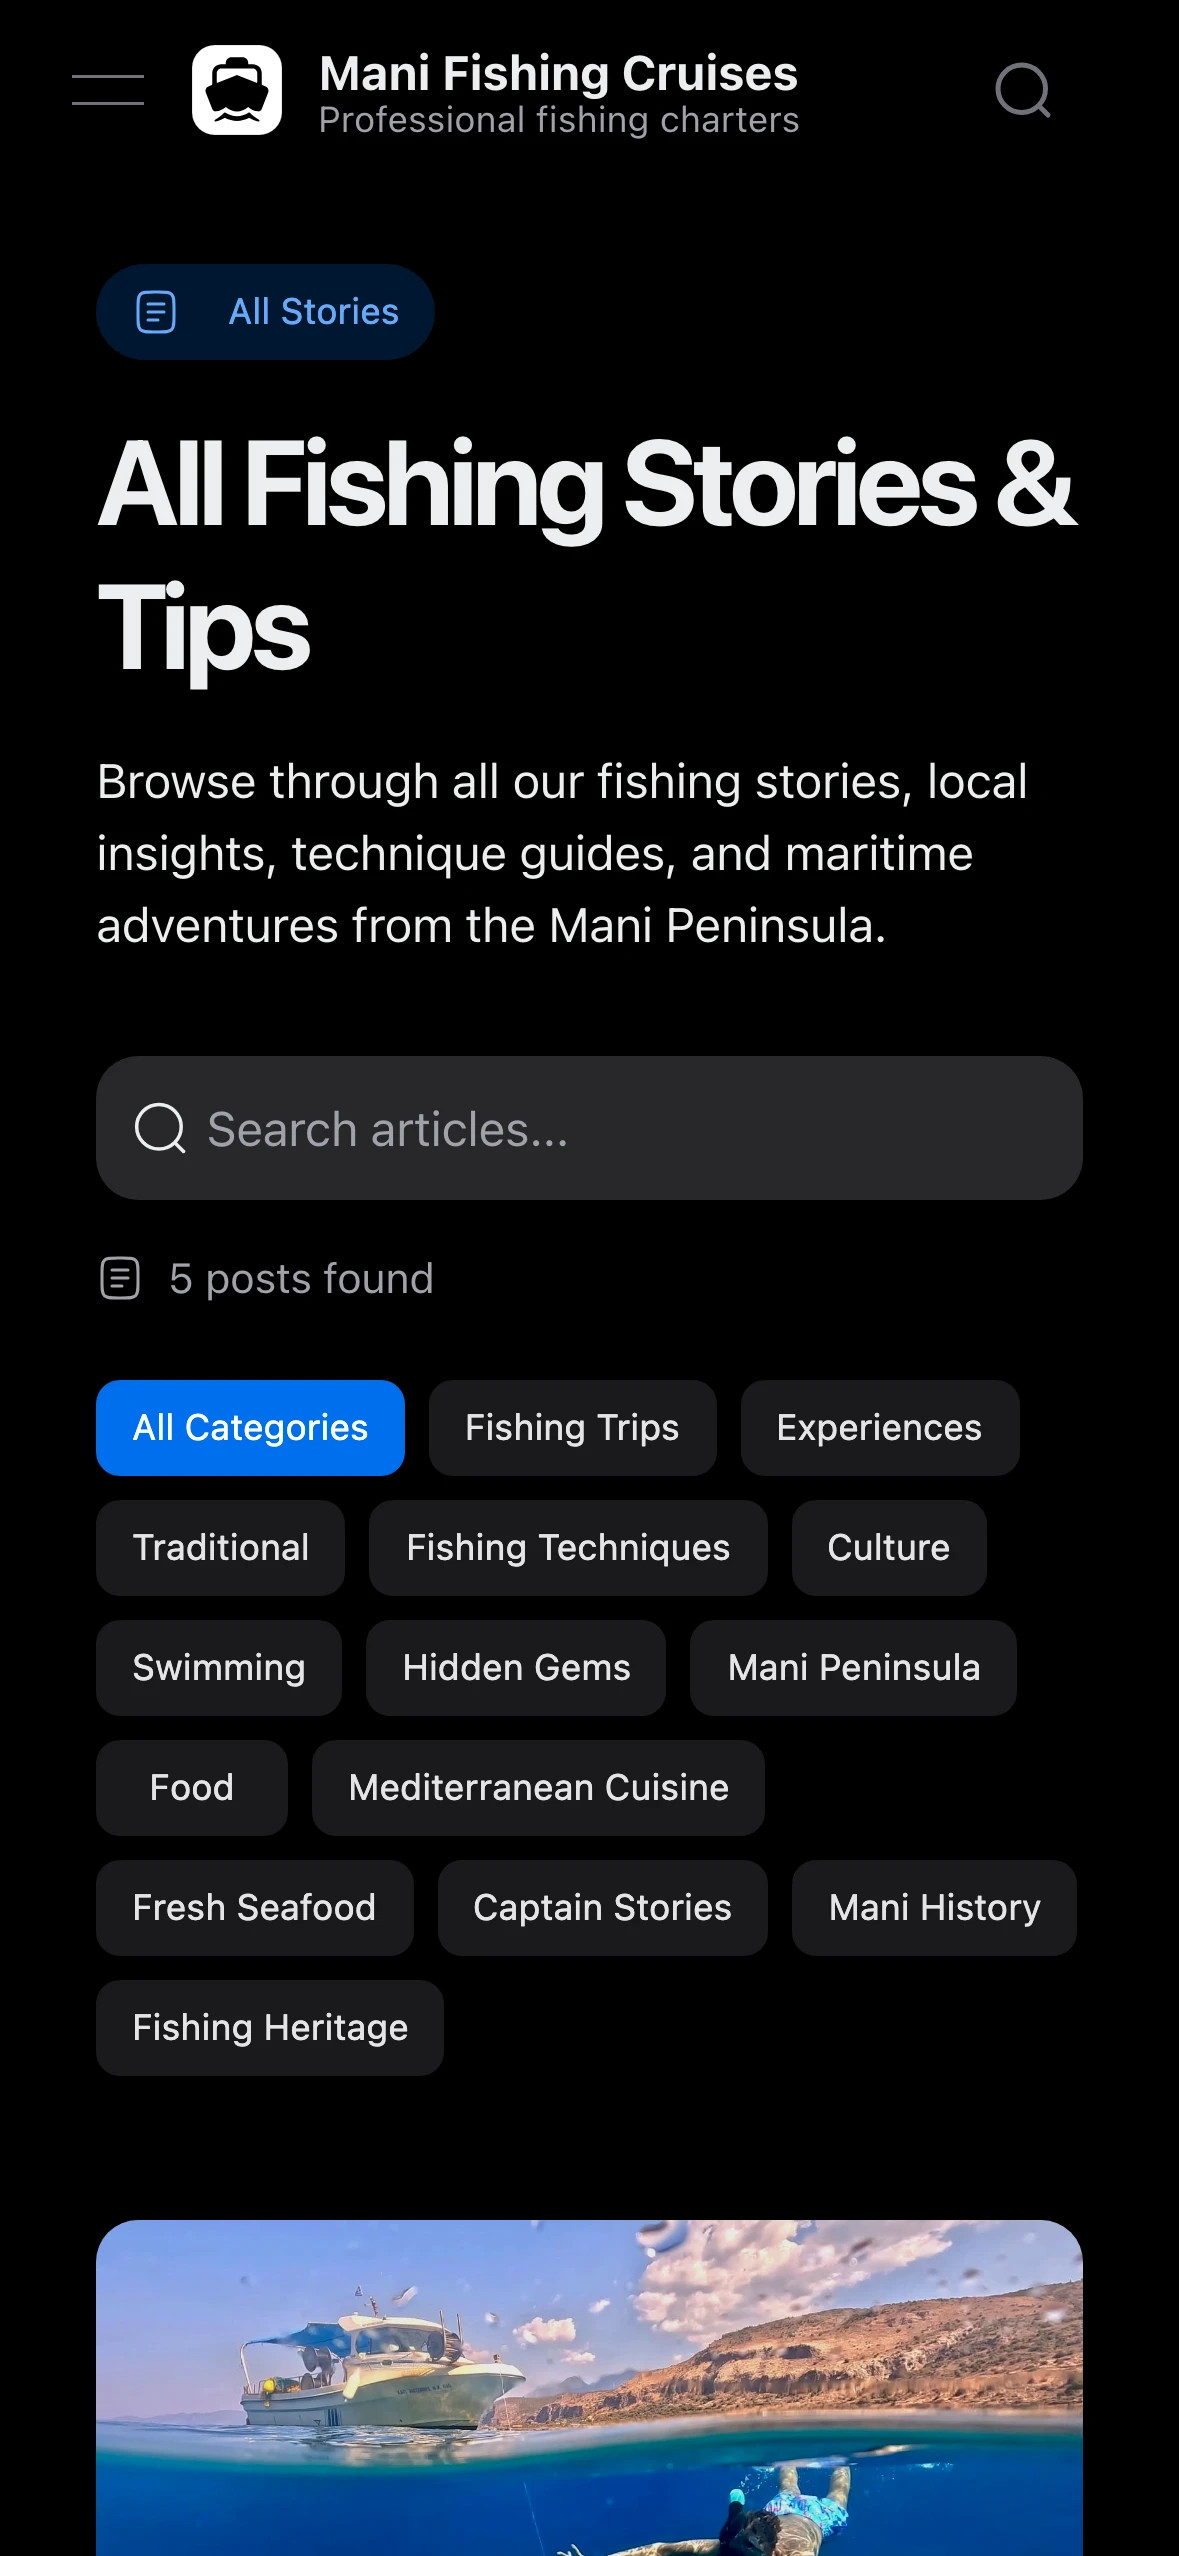 Mani Fishing Cruises
Professional fishing charters
All Stories
All Fishing Stories &
Tips
Browse through all our fishing stories, local
insights, technique guides, and maritime
adventures from the Mani Peninsula.
Search articles...
5 posts found
All Categories
Fishing Trips
Experiences
Traditional
Fishing Techniques
Culture
Swimming
Hidden Gems
Mani Peninsula
Food
Mediterranean Cuisine
Fresh Seafood
Captain Stories
Mani History
Fishing Heritage